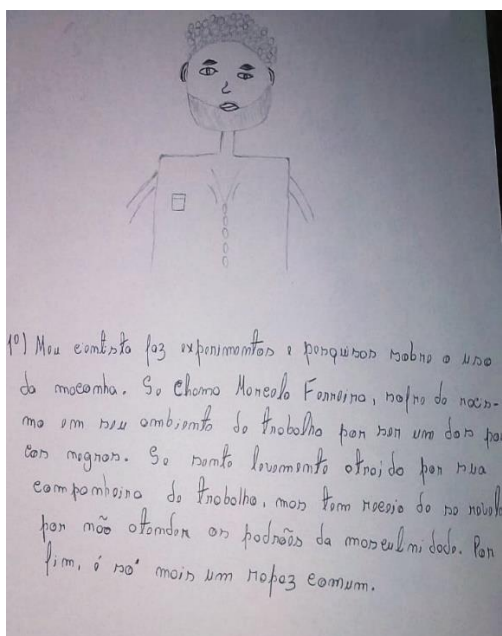 1º) Meu cientista faz experimentos e pesquisas sobre o uso
da maconha. Se chama Marcelo Ferreira, sofre de racis-
mo em seu ambiente de trabalho por ser um dos pou
cos negros. Se sente levemente atraído por sua
companheira de trabalho, mas tem receio de se revela
por não atender os padrões da masculinidade. Por
fim, é só mais um rapaz comum.